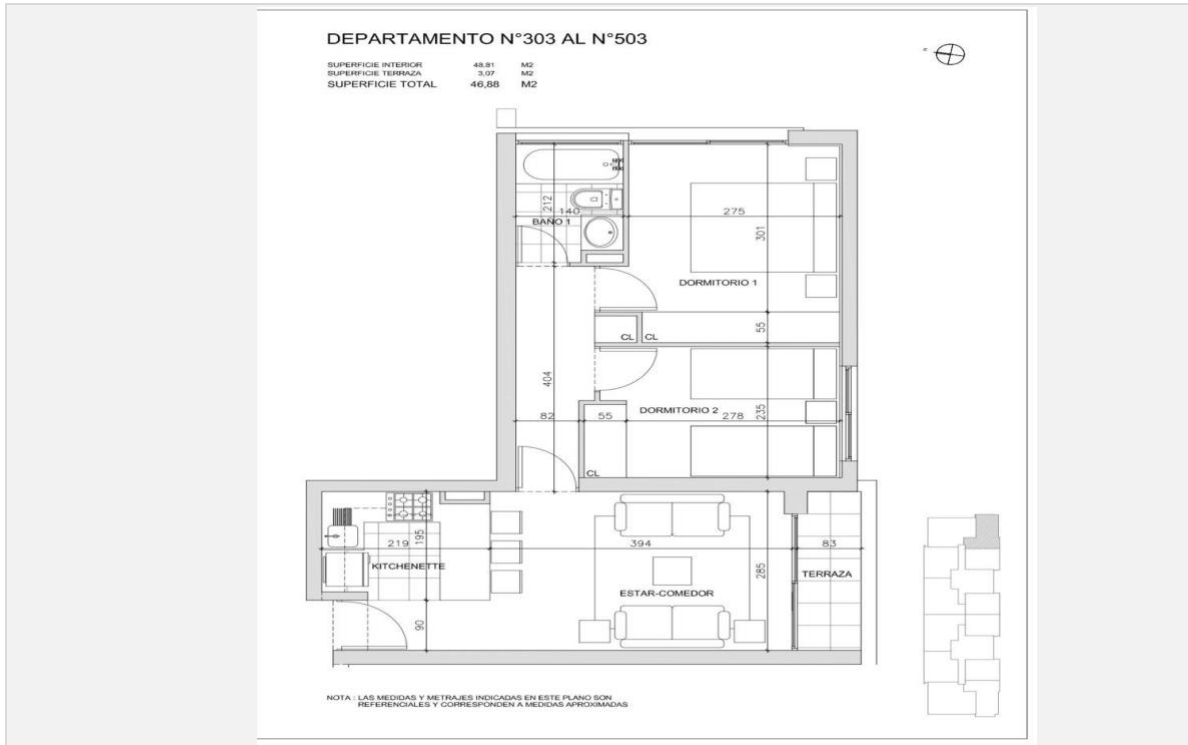 DEPARTAMENTO N°303 AL N°503
SUPERFICIE INTERIOR 48,81 M2
SUPERFICIE TERRAZA 3,07 M2
SUPERFICIE TOTAL 46,88 M2
212
140
BAÑO 1
275
301
DORMITORIO 1
55
CL CL
404
DORMITORIO 2
82 55 278
235
CL
219
195
KITCHENETTE
394
83
285
TERRAZA
ESTAR-COMEDOR
90
NOTA : LAS MEDIDAS Y METRAJES INDICADAS EN ESTE PLANO SON
REFERENCIALES Y CORRESPONDEN A MEDIDAS APROXIMADAS